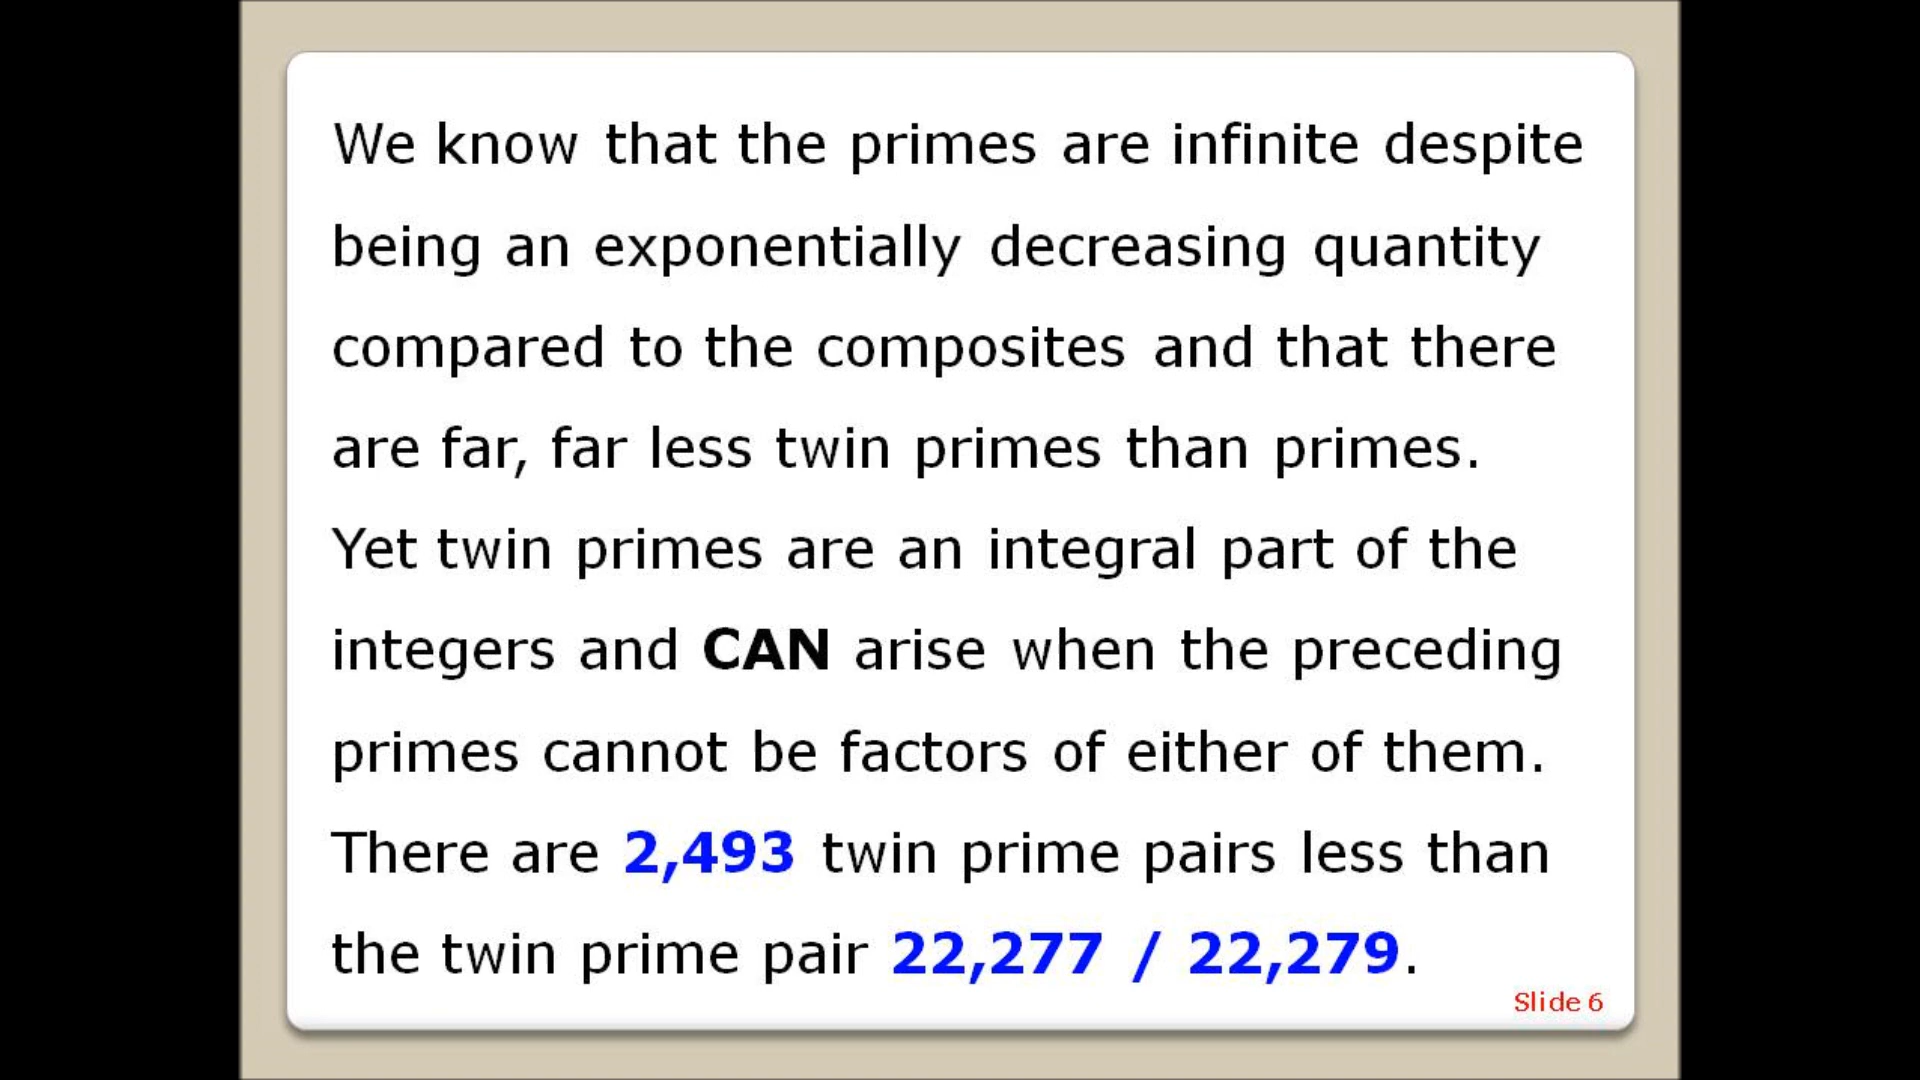 We know that the primes are infinite despite
being an exponentially decreasing quantity
compared to the composites and that there
are far, far less twin primes than primes.
Yet twin primes are an integral part of the
integers and CAN arise when the preceding
primes cannot be factors of either of them.
There are 2,493 twin prime pairs less than
the twin prime pair 22,277 / 22,279.
Slide 6